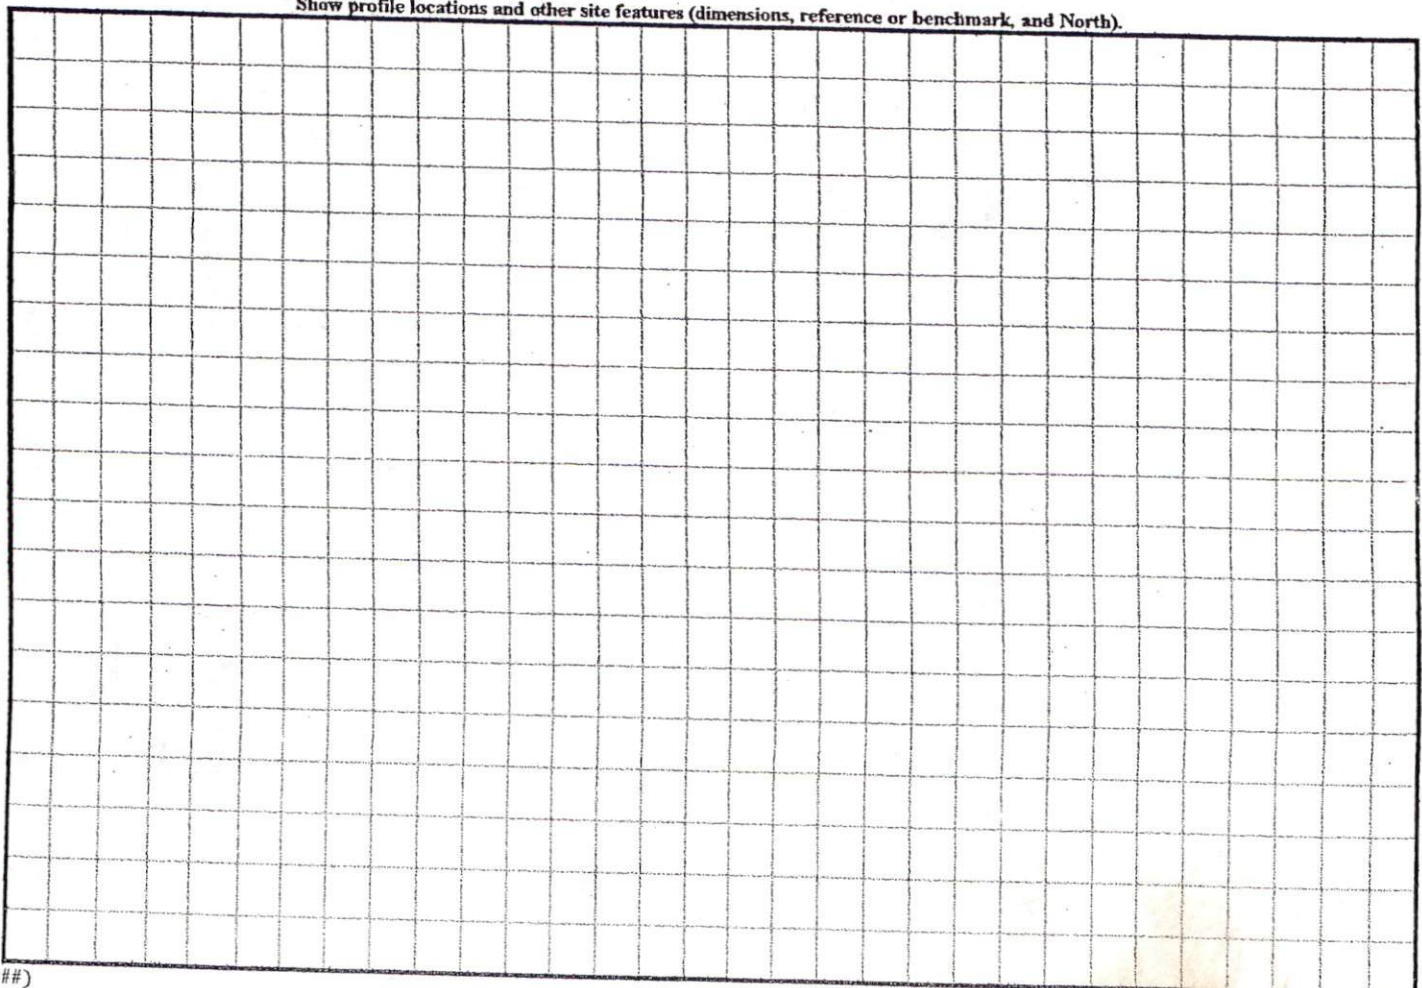 Show profile locations and other site features (dimensions, reference or benchmark, and North).
##)